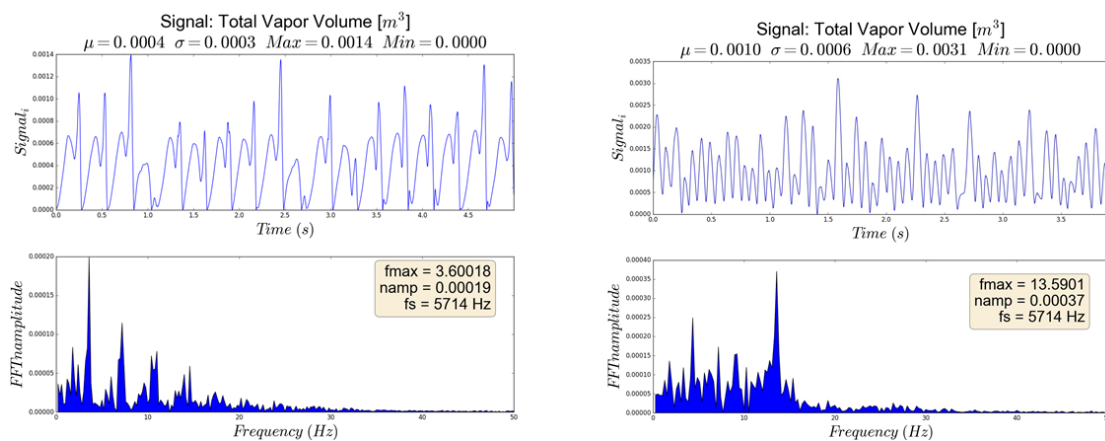 Signal: Total Vapor Volume [m³]
μ = 0.0004 σ = 0.0003 Max = 0.0014 Min = 0.0000
0.0014
0.0012
0.0010
0.0008
0.0006
0.0004
0.0002
0.0000
Signal_i
0.0 0.5 1.0 1.5 2.0 2.5 3.0 3.5 4.0 4.5
Time (s)
0.00020
0.00015
0.00010
0.00005
0.00000
FFTnamplitude
fmax = 3.60018
namp = 0.00019
fs = 5714 Hz
0 10 20 30 40 50
Frequency (Hz)
Signal: Total Vapor Volume [m³]
μ = 0.0010 σ = 0.0006 Max = 0.0031 Min = 0.0000
0.0035
0.0030
0.0025
0.0020
0.0015
0.0010
0.0005
0.0000
Signal_i
0.0 0.5 1.0 1.5 2.0 2.5 3.0 3.5
Time (s)
0.00040
0.00035
0.00030
0.00025
0.00020
0.00015
0.00010
0.00005
0.00000
FFTnamplitude
fmax = 13.5901
namp = 0.00037
fs = 5714 Hz
10 20 30 40
Frequency (Hz)